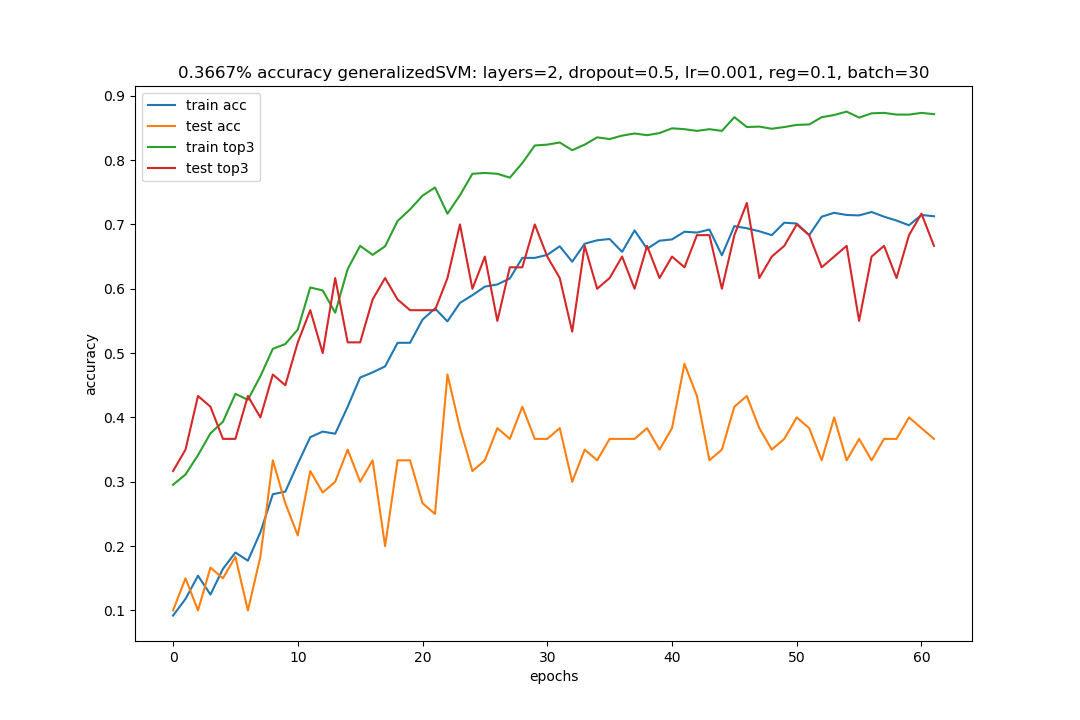 0.3667% accuracy generalizedSVM: layers=2, dropout=0.5, lr=0.001, reg=0.1, batch=30
train acc
test acc
train top3
test top3
accuracy
0.9
0.8
0.7
0.6
0.5
0.4
0.3
0.2
0.1
0 10 20 30 40 50 60
epochs